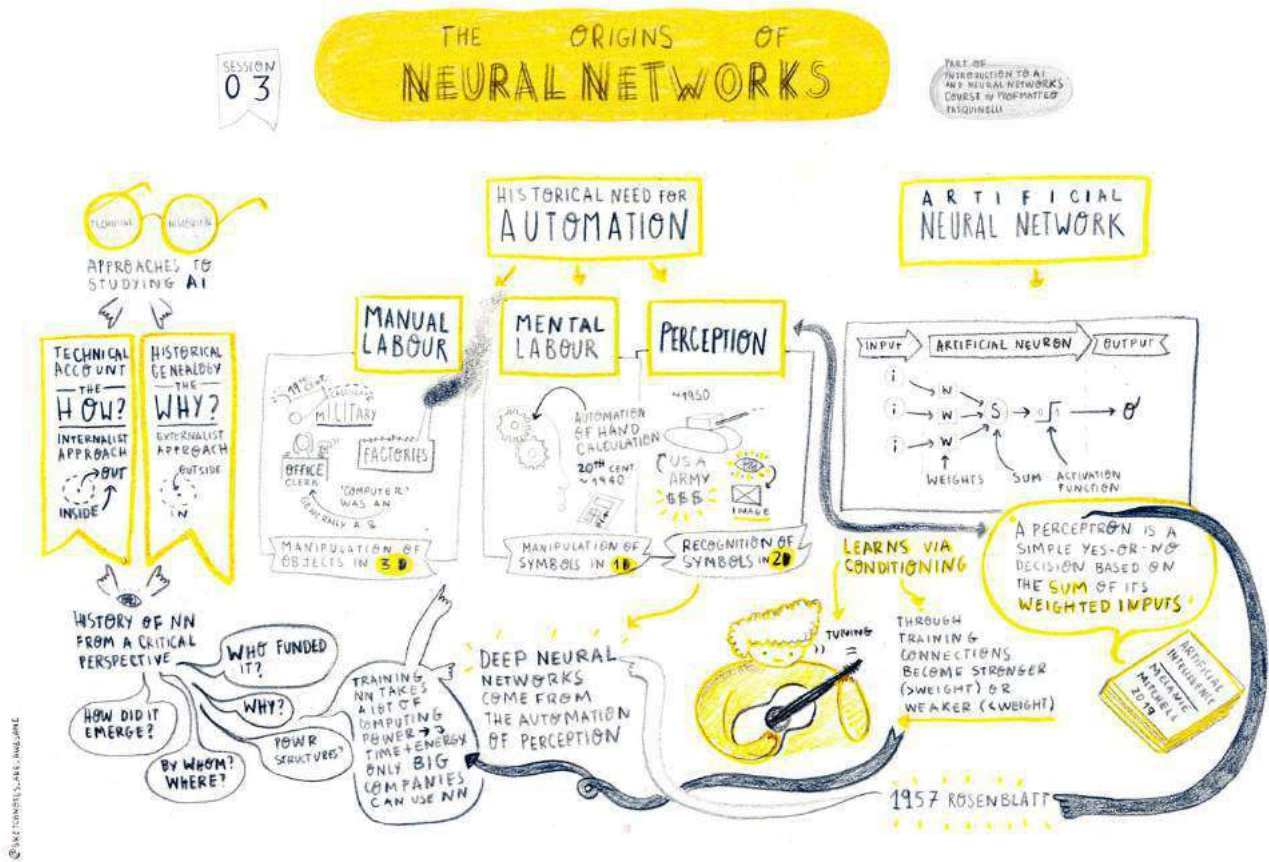 SESSION
03
THE ORIGINS OF
NEURAL NETWORKS
PART OF
INTRODUCTION TO AI
AND NEURAL NETWORKS
COURSE BY PROF MATTEO
PASQUINELLI
TECHNICAL
HISTORICAL
APPROACHES TO
STUDYING AI
TECHNICAL
ACCOUNT
THE
HOW?
INTERNALIST
APPROACH
OUT
INSIDE
HISTORICAL
GENEALOGY
THE
WHY?
EXTERNALIST
APPROACH
OUTSIDE
IN
HISTORY OF NN
FROM A CRITICAL
PERSPECTIVE
WHO FUNDED
IT?
WHY?
POWR
STRUCTURES?
BY WHOM?
WHERE?
HOW DID IT
EMERGE?
HISTORICAL NEED FOR
AUTOMATION
MANUAL
LABOUR
19TH CENT
MILITARY
FACTORIES
OFFICE
CLERK
'COMPUTER'
WAS AN
GENERALLY A
MANIPULATION OF
OBJECTS IN 3D
MENTAL
LABOUR
AUTOMATION
OF HAND
CALCULATION
20TH CENT
~1940
MANIPULATION OF
SYMBOLS IN 1D
PERCEPTION
~1950
USA
ARMY
$$$
IMAGE
RECOGNITION OF
SYMBOLS IN 2D
TRAINING
NN TAKES
A LOT OF
COMPUTING
POWER →
TIME+ENERGY
ONLY BIG
COMPANIES
CAN USE NN
DEEP NEURAL
NETWORKS
COME FROM
THE AUTOMATION
OF PERCEPTION
ARTIFICIAL
NEURAL NETWORK
INPUT
ARTIFICIAL NEURON
OUTPUT
i
i
i
W
W
W
S
0 1
σ
WEIGHTS
SUM
ACTIVATION
FUNCTION
LEARNS VIA
CONDITIONING
TUNING
=
THROUGH
TRAINING
CONNECTIONS
BECOME STRONGER
(>WEIGHT) OR
WEAKER (<WEIGHT)
A PERCEPTRON IS A
SIMPLE YES-OR-NO
DECISION BASED ON
THE SUM OF ITS
WEIGHTED INPUTS
ARTIFICIAL
INTELLIGENCE
MELANIE
MITCHELL
2019
1957 ROSENBLATT
@SKETCHNOTES.ARE.AWESOME